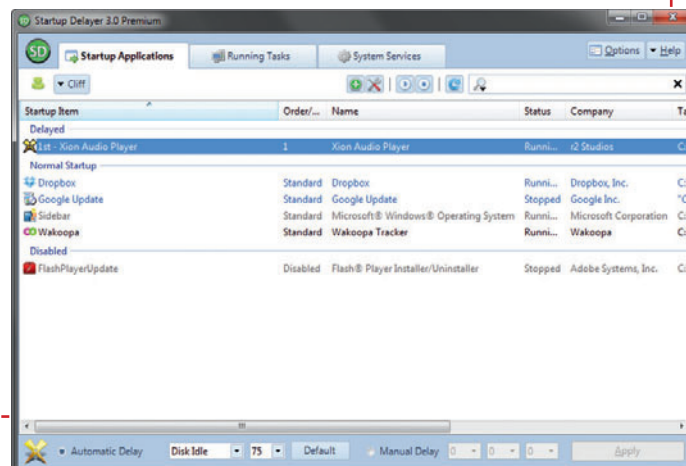 Startup Delayer 3.0 Premium
SD Startup Applications Running Tasks System Services Options Help
Cliff
Startup Item Order/... Name Status Company Ta
Delayed
1st - Xion Audio Player 1 Xion Audio Player Runni... r2 Studios C:
Normal Startup
Dropbox Standard Dropbox Runni... Dropbox, Inc. C:
Google Update Standard Google Update Stopped Google Inc. "C
Sidebar Standard Microsoft® Windows® Operating System Runni... Microsoft Corporation C:
Wakoopa Standard Wakoopa Tracker Runni... Wakoopa C:
Disabled
FlashPlayerUpdate Disabled Flash® Player Installer/Uninstaller Stopped Adobe Systems, Inc. C:
Automatic Delay Disk Idle 75 Default Manual Delay 0 0 0 Apply